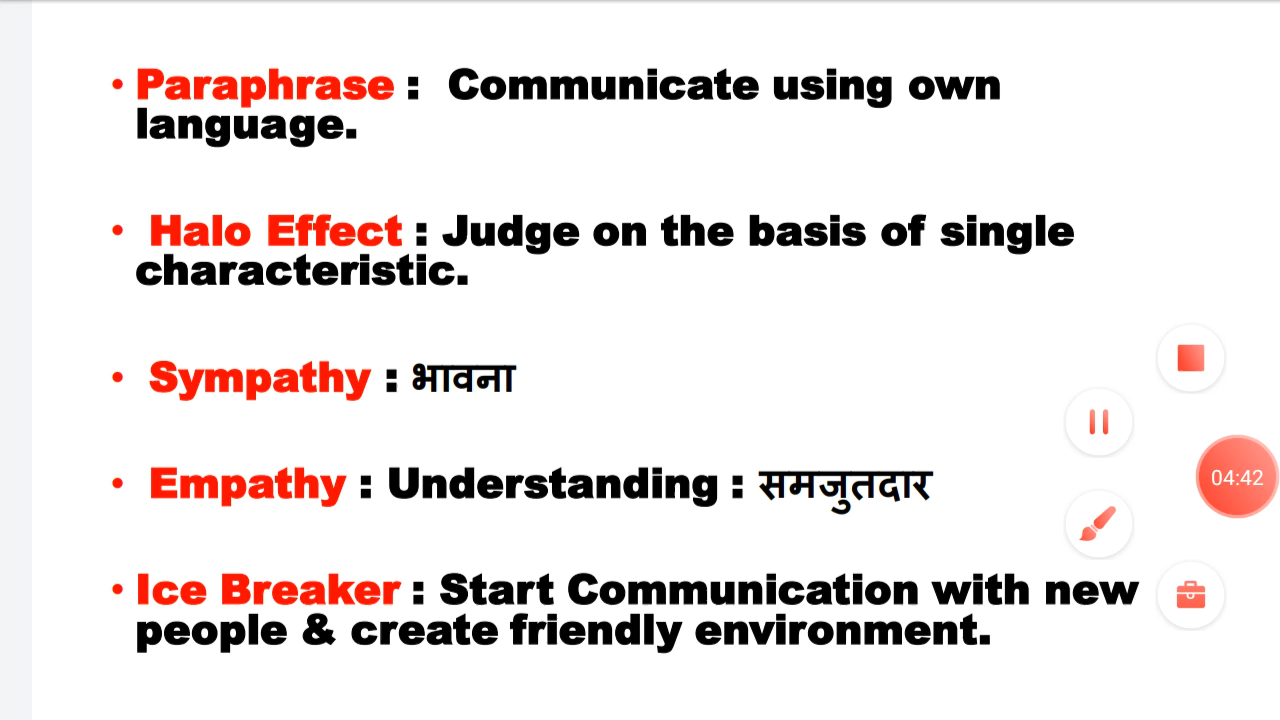 • Paraphrase :  Communicate using own
language.
•  Halo Effect : Judge on the basis of single
characteristic.
•  Sympathy : भावना
•  Empathy : Understanding : समजुतदार
• Ice Breaker : Start Communication with new
people & create friendly environment.
04:42